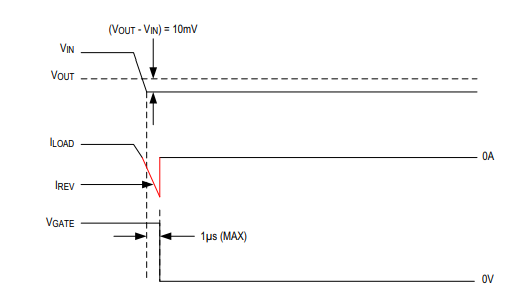 (VOUT - VIN) = 10mV
VIN
VOUT
ILOAD
0A
IREV
VGATE
1µs (MAX)
0V